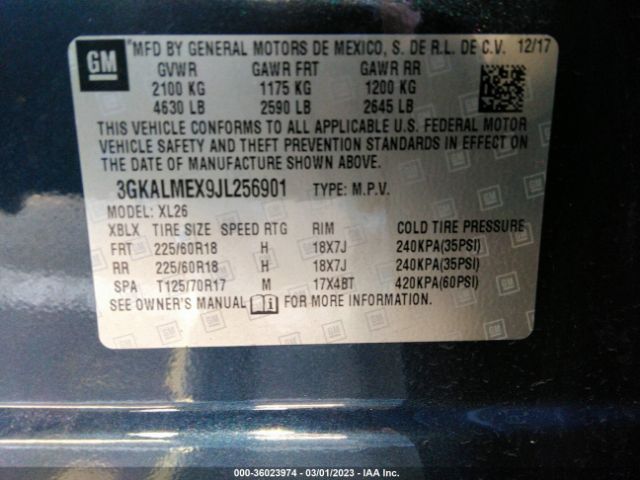 GM
*MFD BY GENERAL MOTORS DE MEXICO, S. DE R.L. DE C.V. 12/17
GVWR GAWR FRT GAWR RR
2100 KG 1175 KG 1200 KG
4630 LB 2590 LB 2645 LB
THIS VEHICLE CONFORMS TO ALL APPLICABLE U.S. FEDERAL MOTOR
VEHICLE SAFETY AND THEFT PREVENTION STANDARDS IN EFFECT ON
THE DATE OF MANUFACTURE SHOWN ABOVE.
3GKALMEX9JL256901 TYPE: M.P.V.
MODEL: XL26
XBLX TIRE SIZE SPEED RTG RIM COLD TIRE PRESSURE
FRT 225/60R18 H 18X7J 240KPA(35PSI)
RR 225/60R18 H 18X7J 240KPA(35PSI)
SPA T125/70R17 M 17X4BT 420KPA(60PSI)
SEE OWNER'S MANUAL FOR MORE INFORMATION.
000-36023974 - 03/01/2023 - IAA Inc.